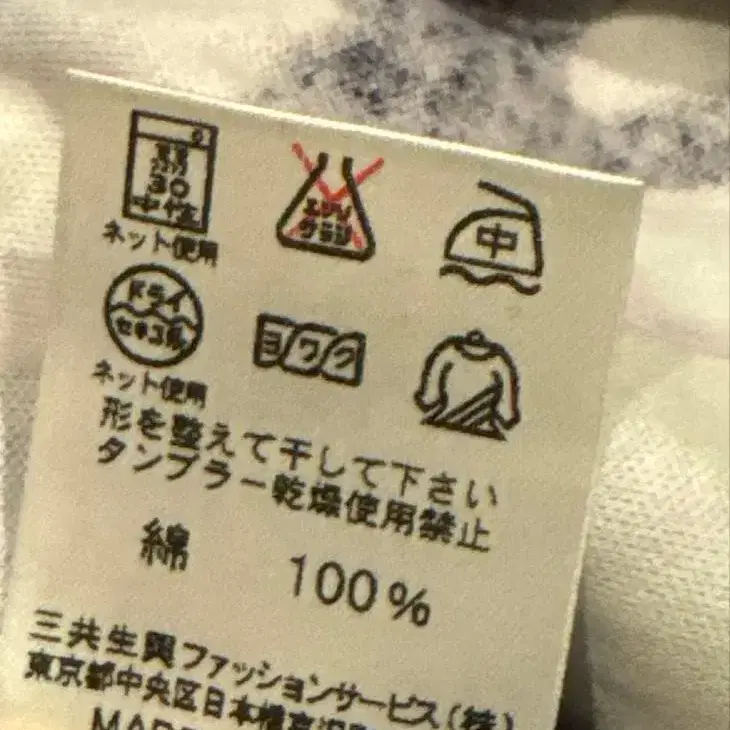 弱
30
中性
ネット使用
エンソ
サラシ
中
ドライ
セキユ系
ネット使用
ヨワク
形を整えて干して下さい
タンブラー乾燥使用禁止
綿 100%
三共生興ファッションサービス(株)
東京都中央区日本橋